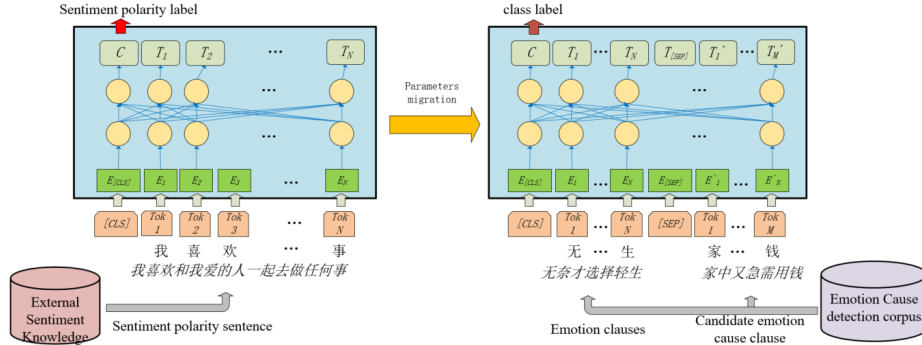 Sentiment polarity label
C T1 T2 ... TN
E[CLS] E1 E2 E3 ... EN
[CLS] Tok 1 Tok 2 Tok 3 ... Tok N
我 喜 欢 ... 事
我喜欢和我爱的人一起去做任何事
External Sentiment Knowledge
Sentiment polarity sentence
Parameters migration
class label
C T1 ... TN T[SEP] T1' ... TM'
E[CLS] E1 ... EN E[SEP] E'1 ... E'N
[CLS] Tok 1 ... Tok N [SEP] Tok 1 ... Tok M
无 ... 生 家 ... 钱
无奈才选择轻生 家中又急需用钱
Emotion clauses
Candidate emotion cause clause
Emotion Cause detection corpus